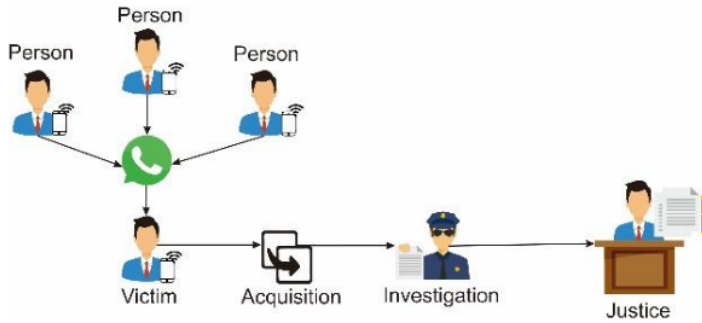 Person
Person
Person
Victim
Acquisition
Investigation
Justice